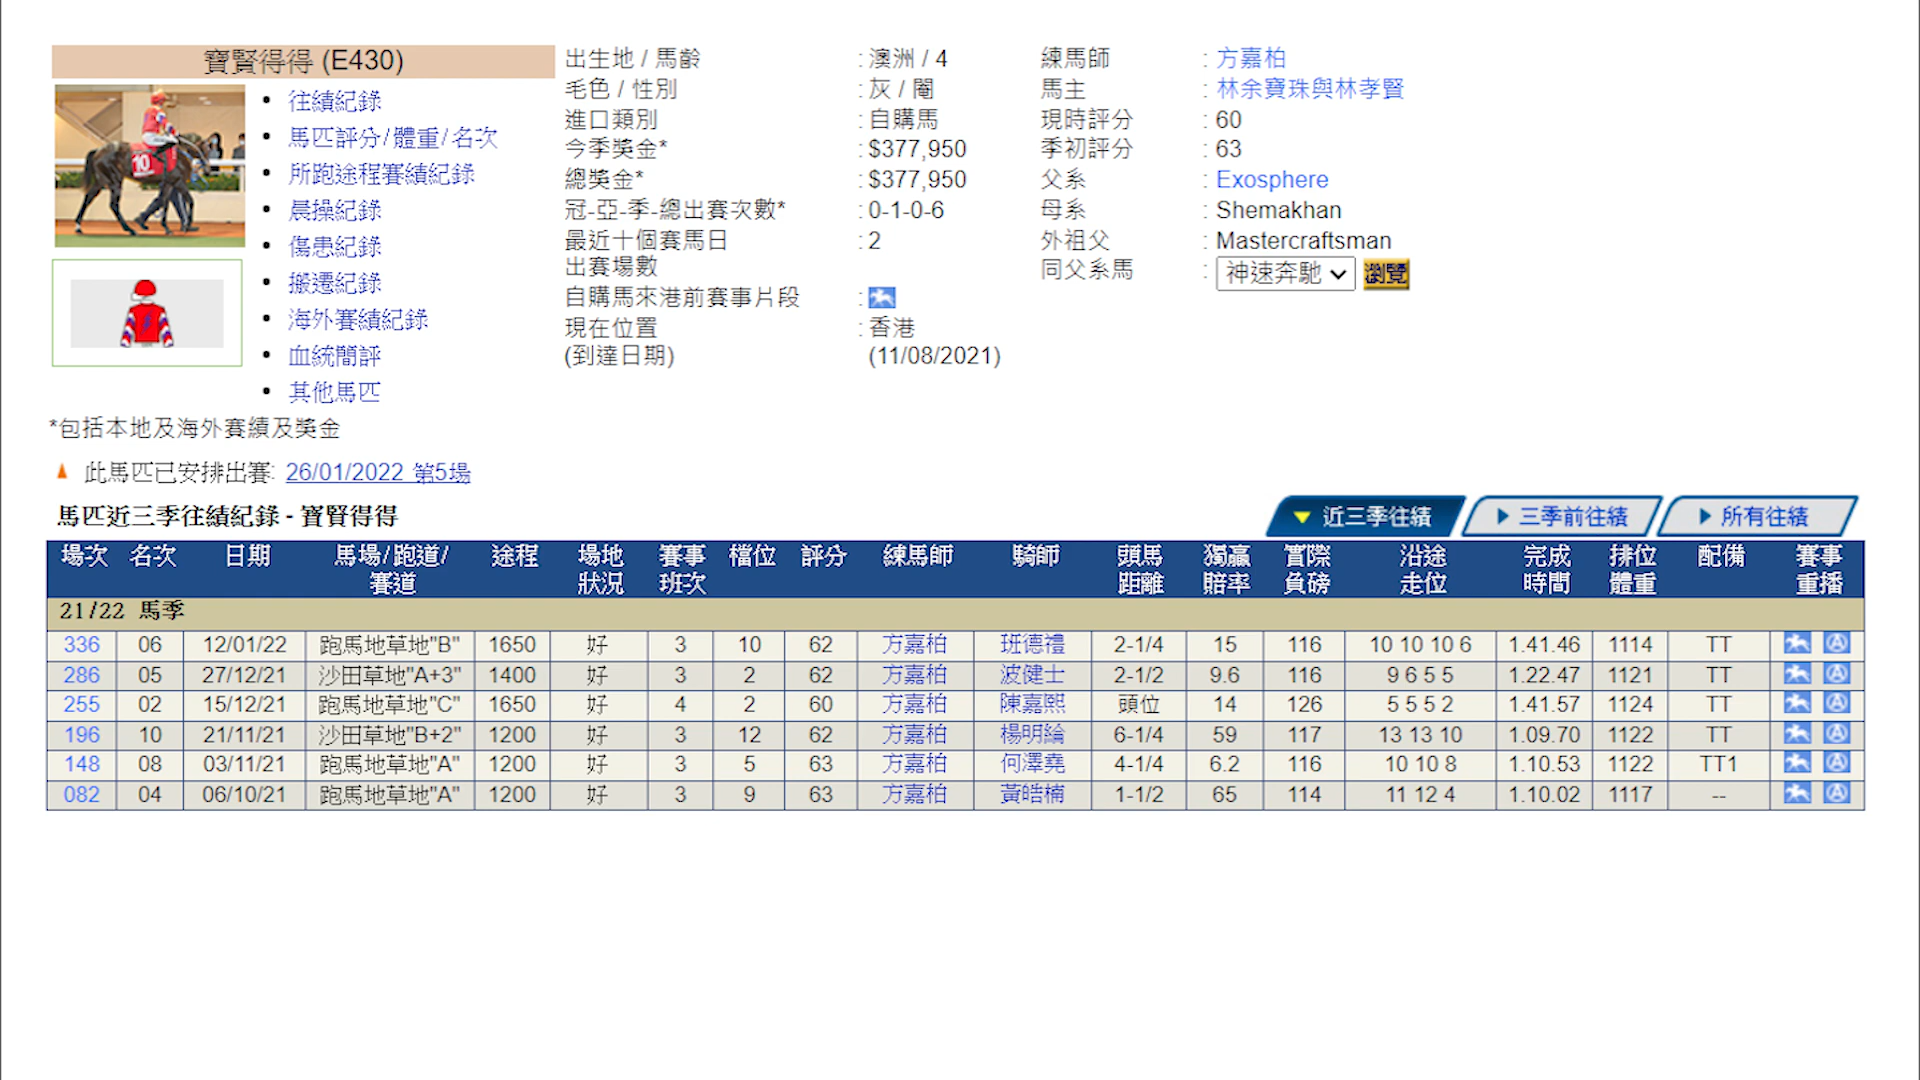 寶賢得得 (E430)
10
往績紀錄
馬匹評分/體重/名次
所跑途程賽績紀錄
晨操紀錄
傷患紀錄
搬遷紀錄
海外賽績紀錄
血統簡評
其他馬匹
出生地 / 馬齡 : 澳洲 / 4
毛色 / 性別 : 灰 / 閹
進口類別 : 自購馬
今季獎金* : $377,950
總獎金* : $377,950
冠-亞-季-總出賽次數* : 0-1-0-6
最近十個賽馬日 : 2
出賽場數
自購馬來港前賽事片段 :
現在位置 : 香港
(到達日期) (11/08/2021)
練馬師 : 方嘉柏
馬主 : 林余寶珠與林孝賢
現時評分 : 60
季初評分 : 63
父系 : Exosphere
母系 : Shemakhan
外祖父 : Mastercraftsman
同父系馬 : 神速奔馳 瀏覽
*包括本地及海外賽績及獎金
此馬匹已安排出賽: 26/01/2022 第5場
馬匹近三季往績紀錄 - 寶賢得得
近三季往績 三季前往績 所有往績
場次 名次 日期 馬場/跑道/賽道 途程 場地狀況 賽事班次 檔位 評分 練馬師 騎師 頭馬距離 獨贏賠率 實際負磅 沿途走位 完成時間 排位體重 配備 賽事重播
21/22 馬季
336 06 12/01/22 跑馬地草地"B" 1650 好 3 10 62 方嘉柏 班德禮 2-1/4 15 116 10 10 10 6 1.41.46 1114 TT
286 05 27/12/21 沙田草地"A+3" 1400 好 3 2 62 方嘉柏 波健士 2-1/2 9.6 116 9 6 5 5 1.22.47 1121 TT
255 02 15/12/21 跑馬地草地"C" 1650 好 4 2 60 方嘉柏 陳嘉熙 頭位 14 126 5 5 5 2 1.41.57 1124 TT
196 10 21/11/21 沙田草地"B+2" 1200 好 3 12 62 方嘉柏 楊明綸 6-1/4 59 117 13 13 10 1.09.70 1122 TT
148 08 03/11/21 跑馬地草地"A" 1200 好 3 5 63 方嘉柏 何澤堯 4-1/4 6.2 116 10 10 8 1.10.53 1122 TT1
082 04 06/10/21 跑馬地草地"A" 1200 好 3 9 63 方嘉柏 黃皓楠 1-1/2 65 114 11 12 4 1.10.02 1117 --